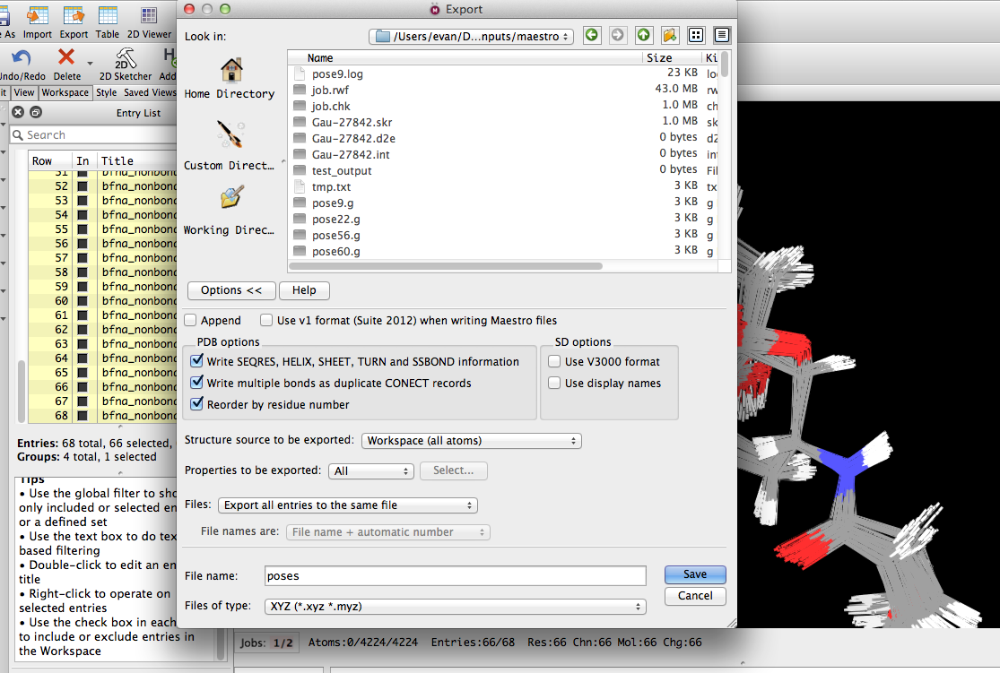 Export
e As
Import
Export
Table
2D Viewer
Undo/Redo
Delete
2D Sketcher
Add
it
View
Workspace
Style
Saved Views
Entry List
Search
Row In Title
51 bfna_nonbond
52 bfna_nonbond
53 bfna_nonbond
54 bfna_nonbond
55 bfna_nonbond
56 bfna_nonbond
57 bfna_nonbond
58 bfna_nonbond
59 bfna_nonbond
60 bfna_nonbond
61 bfna_nonbond
62 bfna_nonbond
63 bfna_nonbond
64 bfna_nonbond
65 bfna_nonbond
66 bfna_nonbond
67 bfna_nonbond
68 bfna_nonbond
Entries: 68 total, 66 selected,
Groups: 4 total, 1 selected
Tips
• Use the global filter to sho
only included or selected en
or a defined set
• Use the text box to do tex
based filtering
• Double-click to edit an en
title
• Right-click to operate on
selected entries
• Use the check box in each
to include or exclude entries in
the Workspace
Look in:
/Users/evan/D...nputs/maestro
Home Directory
Custom Direct...
Working Direc...
Name Size Ki
pose9.log 23 KB lo
job.rwf 43.0 MB rw
job.chk 1.0 MB ch
Gau-27842.skr 1.0 MB sk
Gau-27842.d2e 0 bytes d2
Gau-27842.int 0 bytes int
test_output 0 bytes Fil
tmp.txt 3 KB tx
pose9.g 3 KB g
pose22.g 3 KB g
pose56.g 3 KB g
pose60.g 3 KB g
Options <<
Help
Append
Use v1 format (Suite 2012) when writing Maestro files
PDB options
Write SEQRES, HELIX, SHEET, TURN and SSBOND information
Write multiple bonds as duplicate CONECT records
Reorder by residue number
SD options
Use V3000 format
Use display names
Structure source to be exported: Workspace (all atoms)
Properties to be exported: All Select...
Files: Export all entries to the same file
File names are: File name + automatic number
File name: poses
Save
Files of type: XYZ (*.xyz *.myz)
Cancel
Jobs: 1/2 Atoms:0/4224/4224 Entries:66/68 Res:66 Chn:66 Mol:66 Chg:66